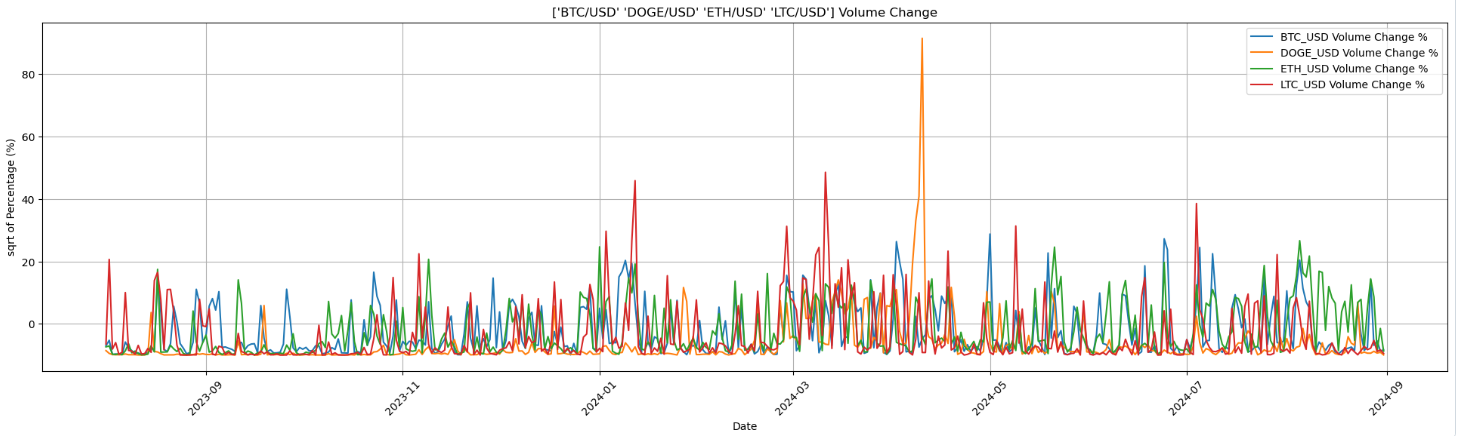 ['BTC/USD' 'DOGE/USD' 'ETH/USD' 'LTC/USD'] Volume Change
BTC_USD Volume Change %
DOGE_USD Volume Change %
ETH_USD Volume Change %
LTC_USD Volume Change %
sqrt of Percentage (%)
80
60
40
20
0
2023-09
2023-11
2024-01
2024-03
2024-05
2024-07
2024-09
Date